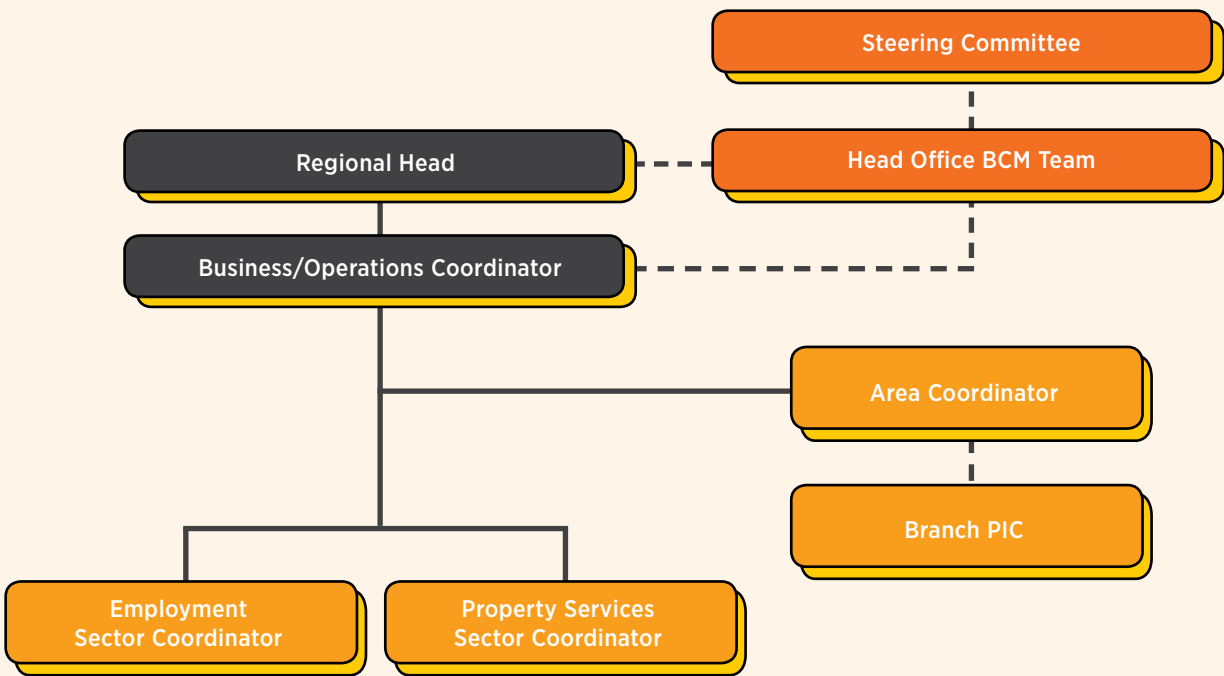 Steering Committee
Regional Head
Head Office BCM Team
Business/Operations Coordinator
Area Coordinator
Branch PIC
Employment
Sector Coordinator
Property Services
Sector Coordinator